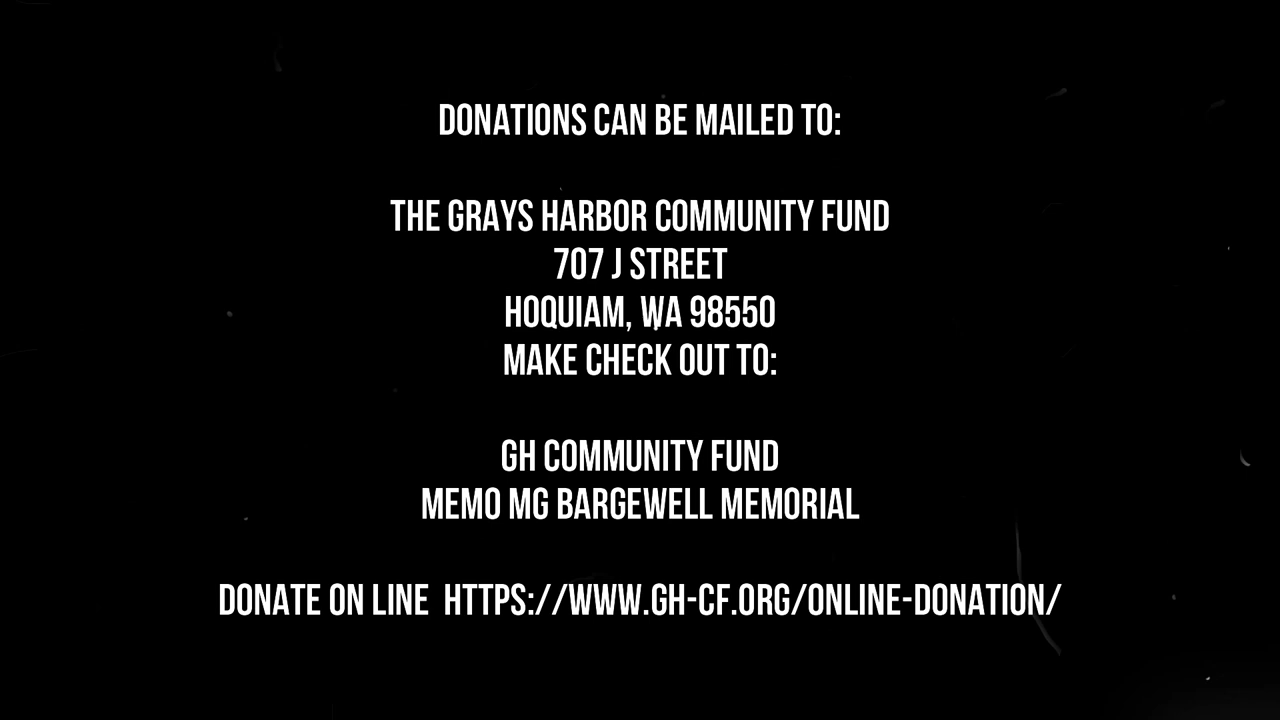 DONATIONS CAN BE MAILED TO:
THE GRAYS HARBOR COMMUNITY FUND
707 J STREET
HOQUIAM, WA 98550
MAKE CHECK OUT TO:
GH COMMUNITY FUND
MEMO MG BARGEWELL MEMORIAL
DONATE ON LINE  HTTPS://WWW.GH-CF.ORG/ONLINE-DONATION/